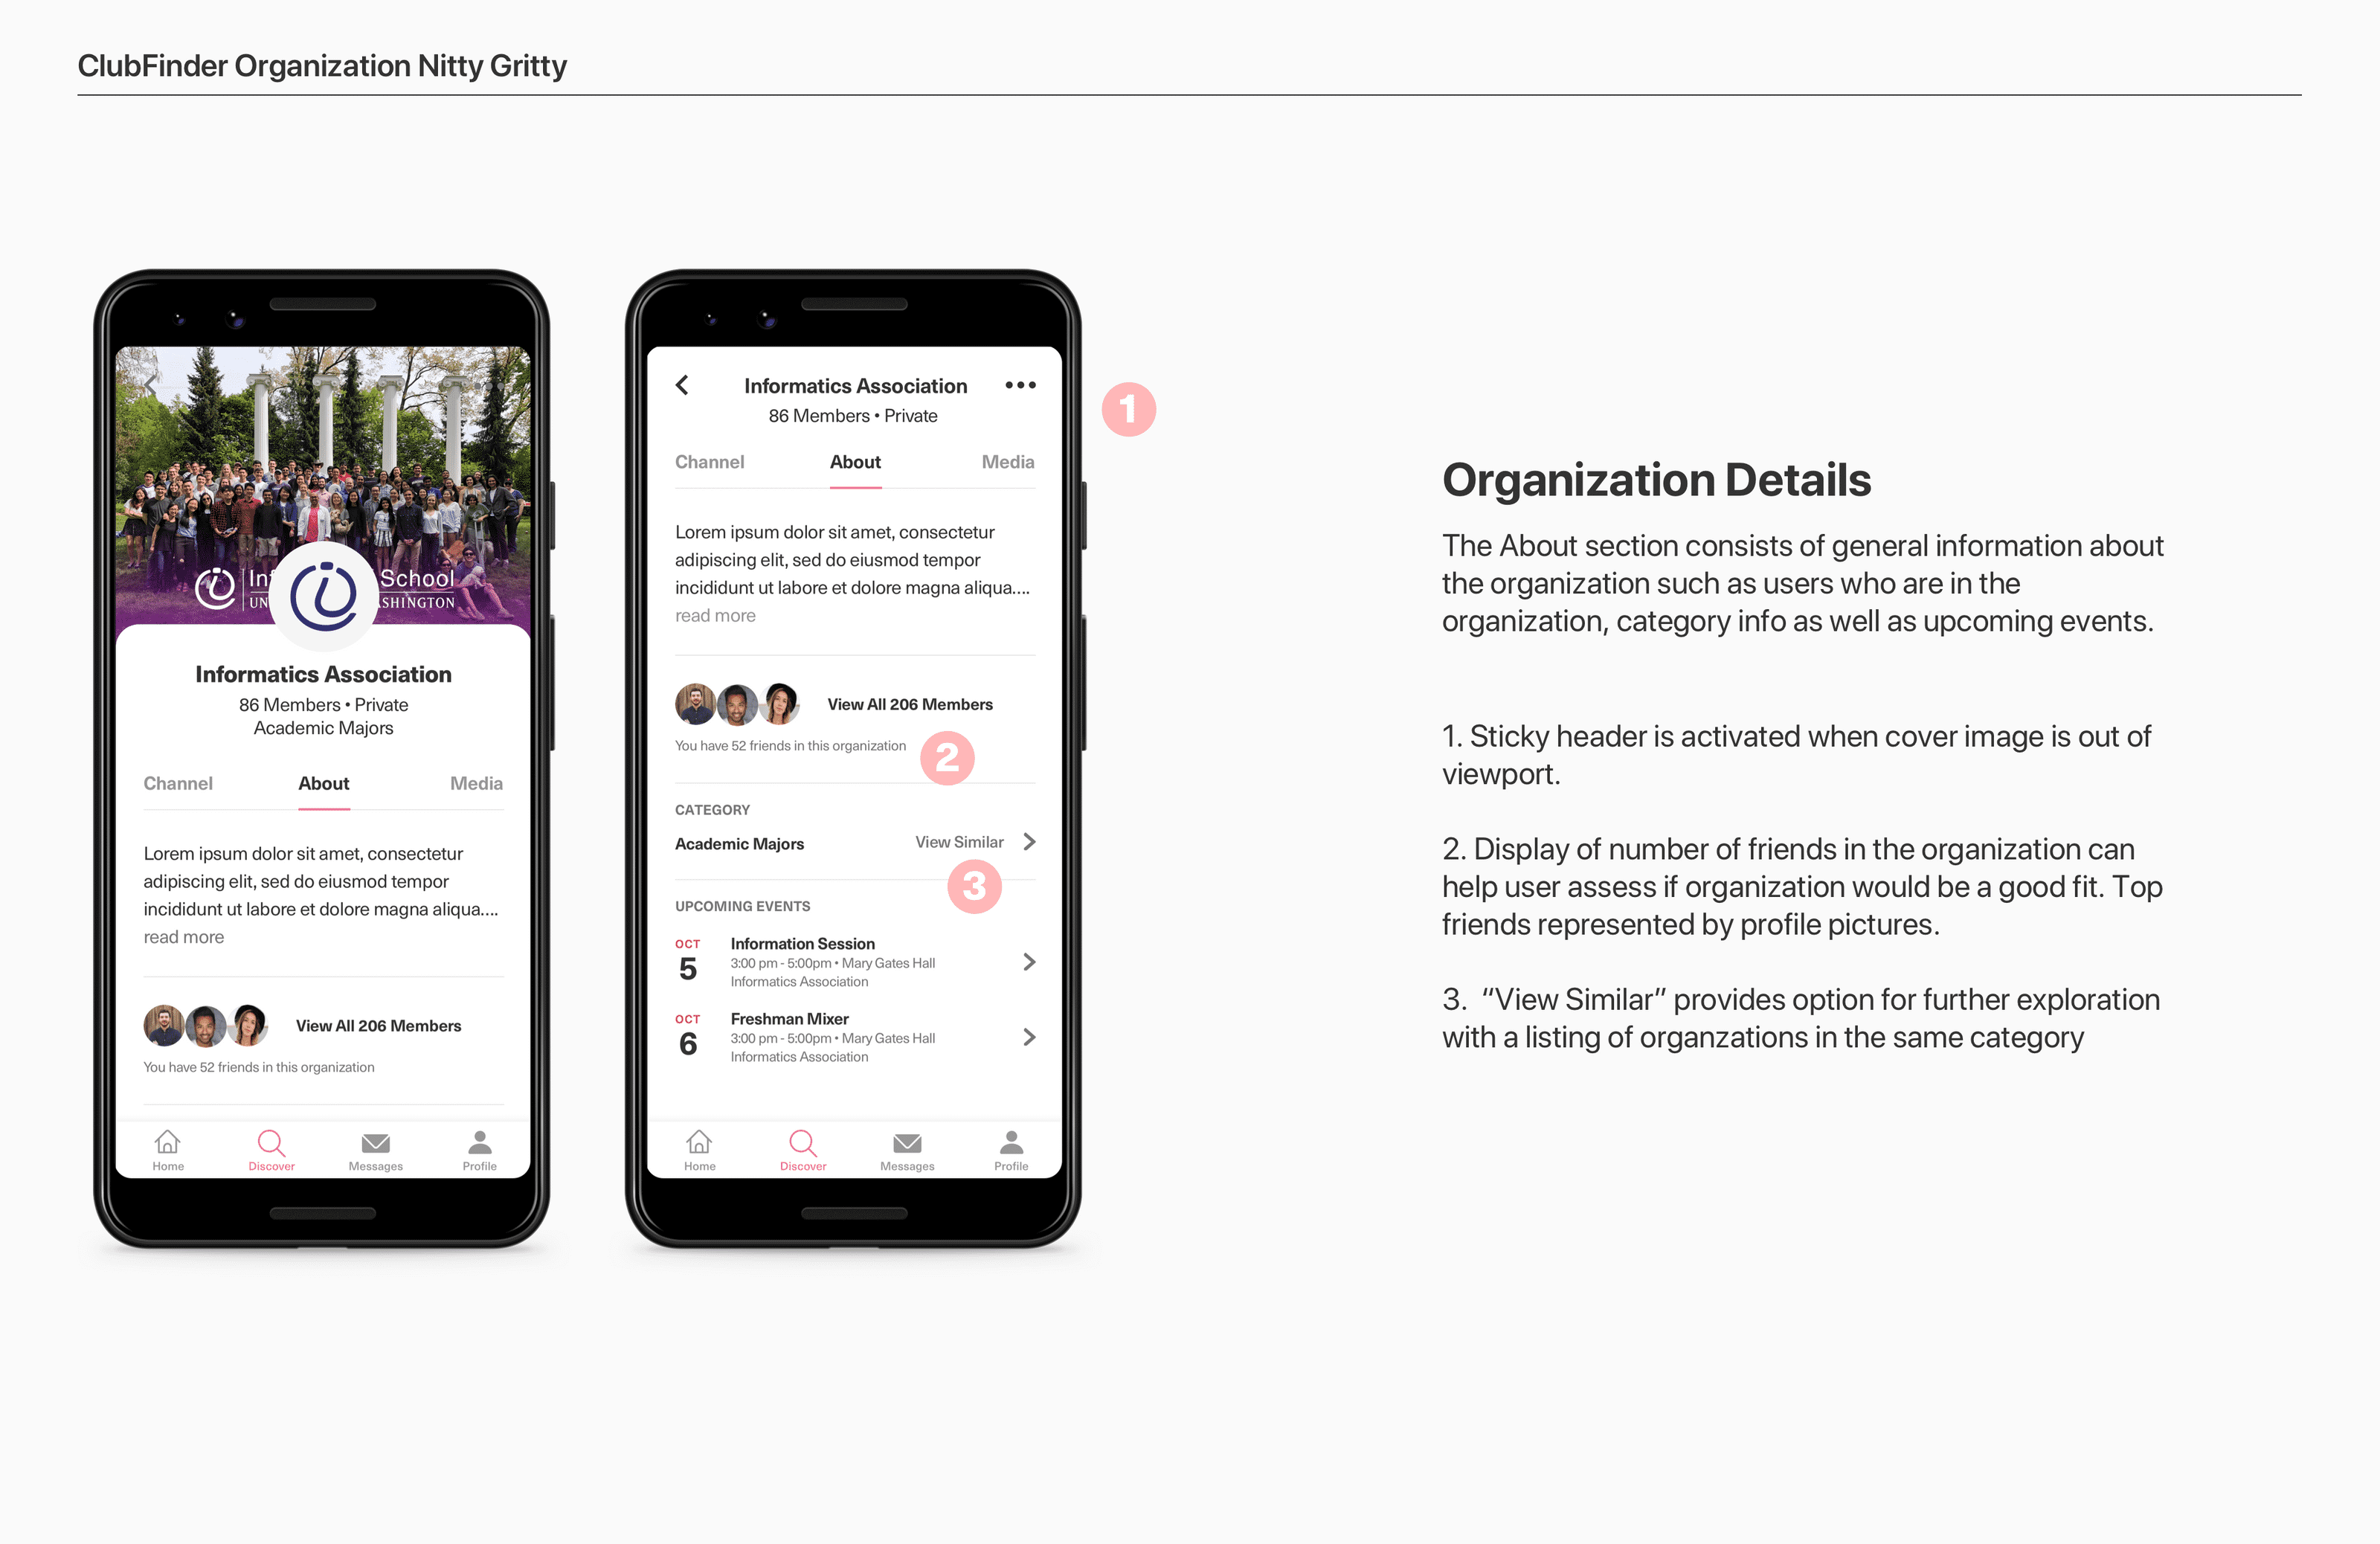 ClubFinder Organization Nitty Gritty
In
School
UN
ASHINGTON
Informatics Association
86 Members • Private
Academic Majors
Channel About Media
Lorem ipsum dolor sit amet, consectetur
adipiscing elit, sed do eiusmod tempor
incididunt ut labore et dolore magna aliqua....
read more
View All 206 Members
You have 52 friends in this organization
Home Discover Messages Profile
Informatics Association
86 Members • Private
Channel About Media
Lorem ipsum dolor sit amet, consectetur
adipiscing elit, sed do eiusmod tempor
incididunt ut labore et dolore magna aliqua....
read more
View All 206 Members
You have 52 friends in this organization
CATEGORY
Academic Majors View Similar
UPCOMING EVENTS
OCT
5
Information Session
3:00 pm - 5:00pm • Mary Gates Hall
Informatics Association
OCT
6
Freshman Mixer
3:00 pm - 5:00pm • Mary Gates Hall
Informatics Association
Home Discover Messages Profile
1
2
3
Organization Details
The About section consists of general information about
the organization such as users who are in the
organization, category info as well as upcoming events.
1. Sticky header is activated when cover image is out of
viewport.
2. Display of number of friends in the organization can
help user assess if organization would be a good fit. Top
friends represented by profile pictures.
3. “View Similar” provides option for further exploration
with a listing of organzations in the same category